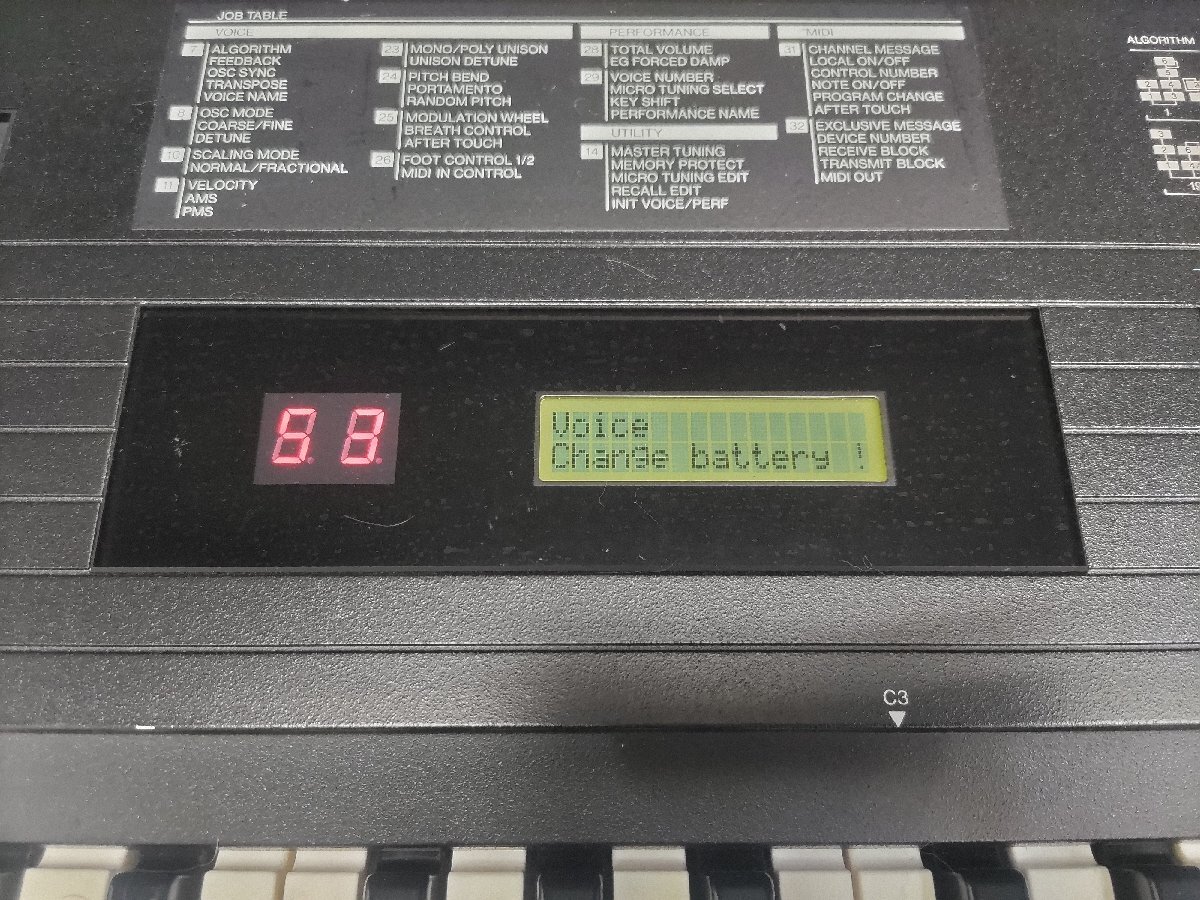 JOB TABLE
VOICE
7 ALGORITHM
FEEDBACK
OSC SYNC
TRANSPOSE
VOICE NAME
8 OSC MODE
COARSE/FINE
DETUNE
10 SCALING MODE
NORMAL/FRACTIONAL
11 VELOCITY
AMS
PMS
23 MONO/POLY UNISON
UNISON DETUNE
24 PITCH BEND
PORTAMENTO
RANDOM PITCH
25 MODULATION WHEEL
BREATH CONTROL
AFTER TOUCH
26 FOOT CONTROL 1/2
MIDI IN CONTROL
PERFORMANCE
28 TOTAL VOLUME
EG FORCED DAMP
29 VOICE NUMBER
MICRO TUNING SELECT
KEY SHIFT
PERFORMANCE NAME
UTILITY
14 MASTER TUNING
MEMORY PROTECT
MICRO TUNING EDIT
RECALL EDIT
INIT VOICE/PERF
MIDI
31 CHANNEL MESSAGE
LOCAL ON/OFF
CONTROL NUMBER
NOTE ON/OFF
PROGRAM CHANGE
AFTER TOUCH
32 EXCLUSIVE MESSAGE
DEVICE NUMBER
RECEIVE BLOCK
TRANSMIT BLOCK
MIDI OUT
ALGORITHM
Voice
Change battery !
C3